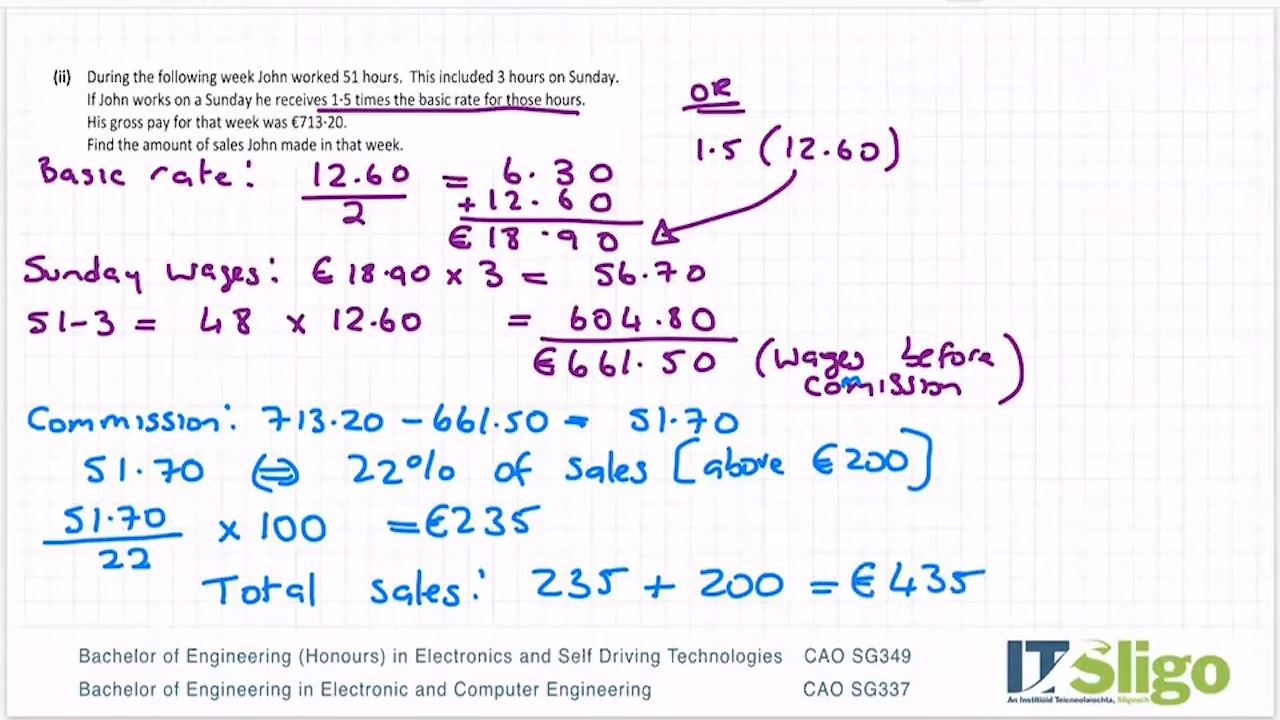 (ii) During the following week John worked 51 hours. This included 3 hours on Sunday.
If John works on a Sunday he receives 1·5 times the basic rate for those hours.
His gross pay for that week was €713·20.
Find the amount of sales John made in that week.
OR
1.5 (12.60)
Basic rate: 12.60 / 2 = 6.30
+ 12.60
€ 18.90
Sunday wages: € 18.90 x 3 = 56.70
51-3 = 48 x 12.60 = 604.80
€661.50 (wages before
comission)
Commission: 713.20 - 661.50 = 51.70
51.70 ⇔ 22% of sales [above €200]
51.70 / 22 x 100 = €235
Total sales: 235 + 200 = €435
Bachelor of Engineering (Honours) in Electronics and Self Driving Technologies CAO SG349
Bachelor of Engineering in Electronic and Computer Engineering CAO SG337
IT Sligo
An Institiúid Teicneolaíochta, Sligeach